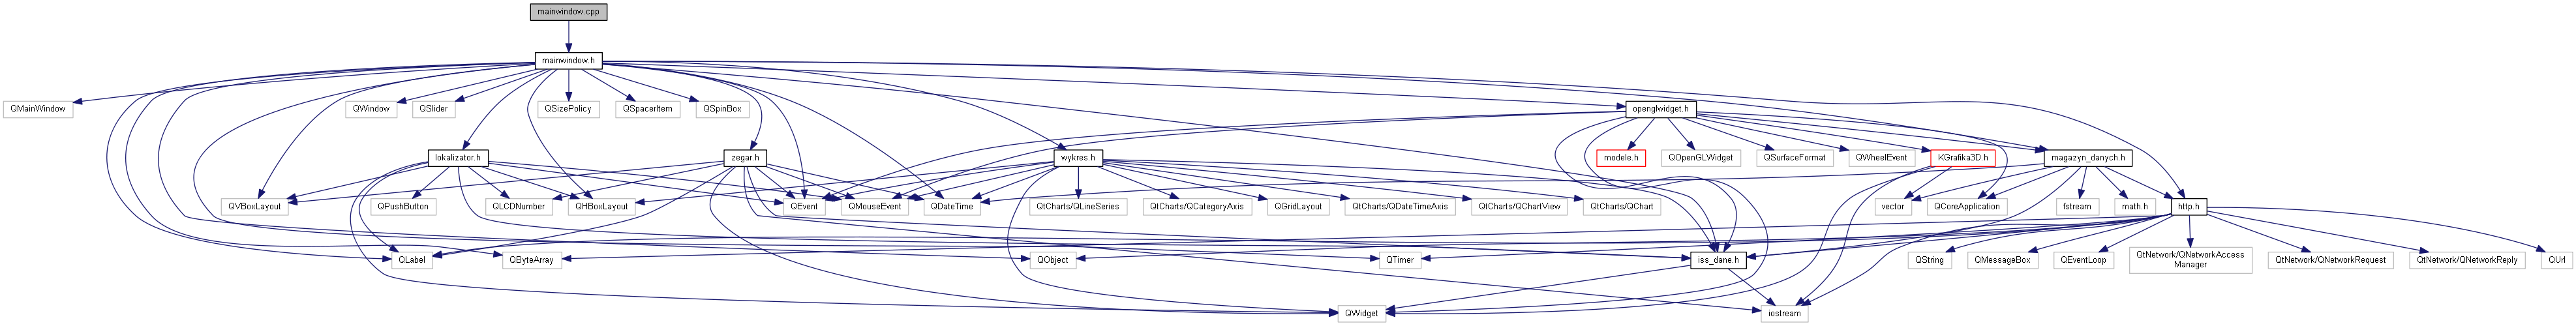 mainwindow.cpp
mainwindow.h
openglwidget.h
QMainWindow
QWindow
QSlider
QSizePolicy
QSpacerItem
QSpinBox
lokalizator.h
zegar.h
wykres.h
modele.h
QOpenGLWidget
QSurfaceFormat
QWheelEvent
KGrafika3D.h
magazyn_danych.h
QVBoxLayout
QPushButton
QLCDNumber
QHBoxLayout
QEvent
QMouseEvent
QDateTime
QtCharts/QLineSeries
QtCharts/QCategoryAxis
QGridLayout
QtCharts/QDateTimeAxis
QtCharts/QChartView
QtCharts/QChart
vector
QCoreApplication
fstream
math.h
http.h
QLabel
QByteArray
QObject
QTimer
iss_dane.h
QString
QMessageBox
QEventLoop
QtNetwork/QNetworkAccess
Manager
QtNetwork/QNetworkRequest
QtNetwork/QNetworkReply
QUrl
QWidget
iostream